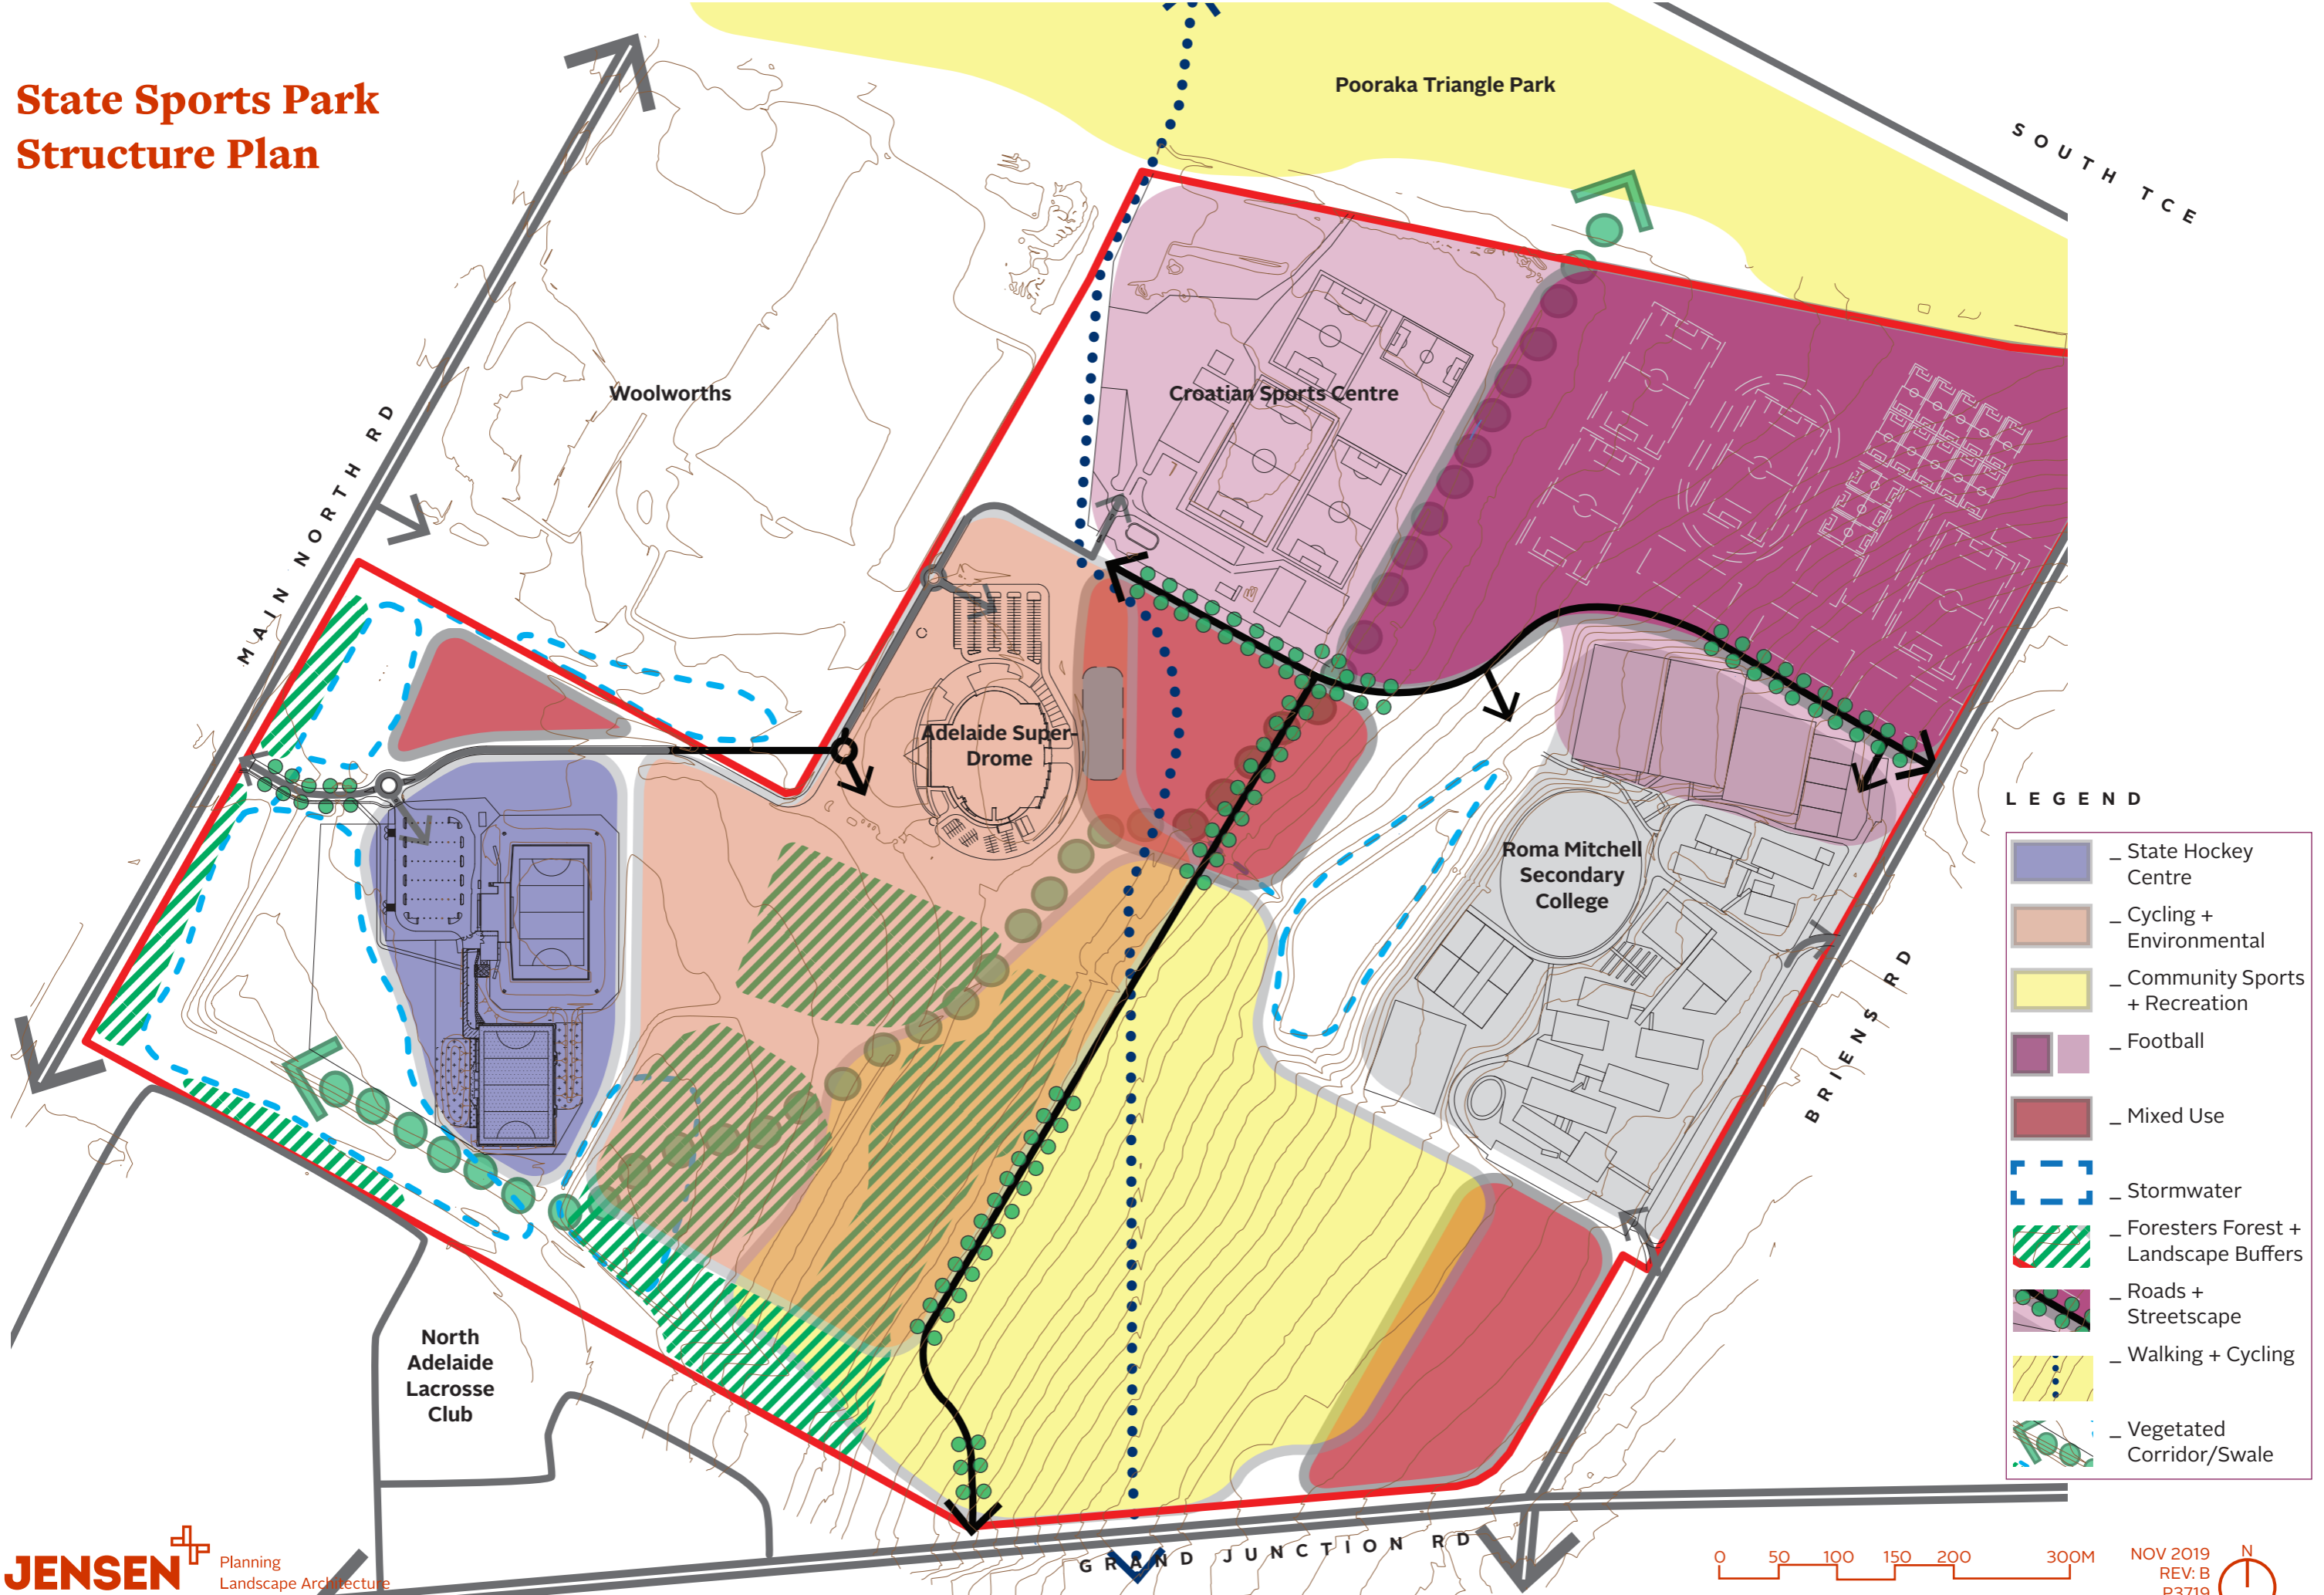 State Sports Park
Structure Plan
Pooraka Triangle Park
SOUTH TCE
Woolworths
Croatian Sports Centre
MAIN NORTH RD
Adelaide Super-
Drome
Roma Mitchell
Secondary
College
BRIENS RD
North
Adelaide
Lacrosse
Club
GRAND JUNCTION RD
LEGEND
_ State Hockey
Centre
_ Cycling +
Environmental
_ Community Sports
+ Recreation
_ Football
_ Mixed Use
_ Stormwater
_ Foresters Forest +
Landscape Buffers
_ Roads +
Streetscape
_ Walking + Cycling
_ Vegetated
Corridor/Swale
JENSEN+
Planning
Landscape Architecture
0 50 100 150 200 300M
NOV 2019
REV: B
P3719
N